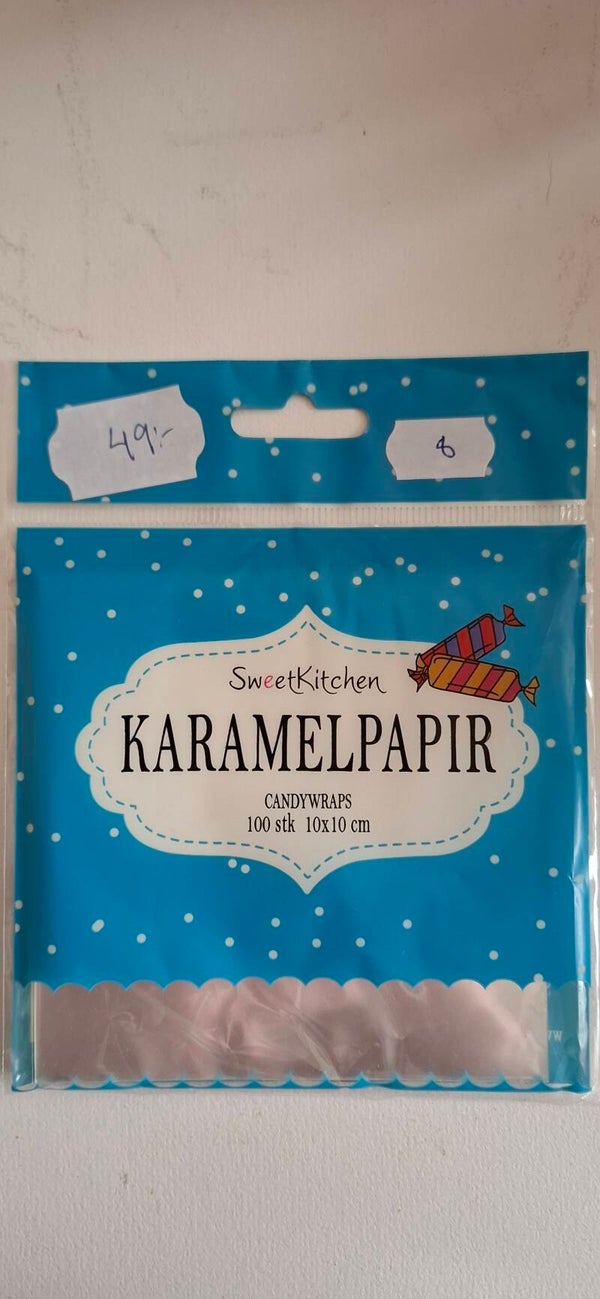 49:-
8
SweetKitchen
KARAMELPAPIR
CANDYWRAPS
100 stk 10x10 cm